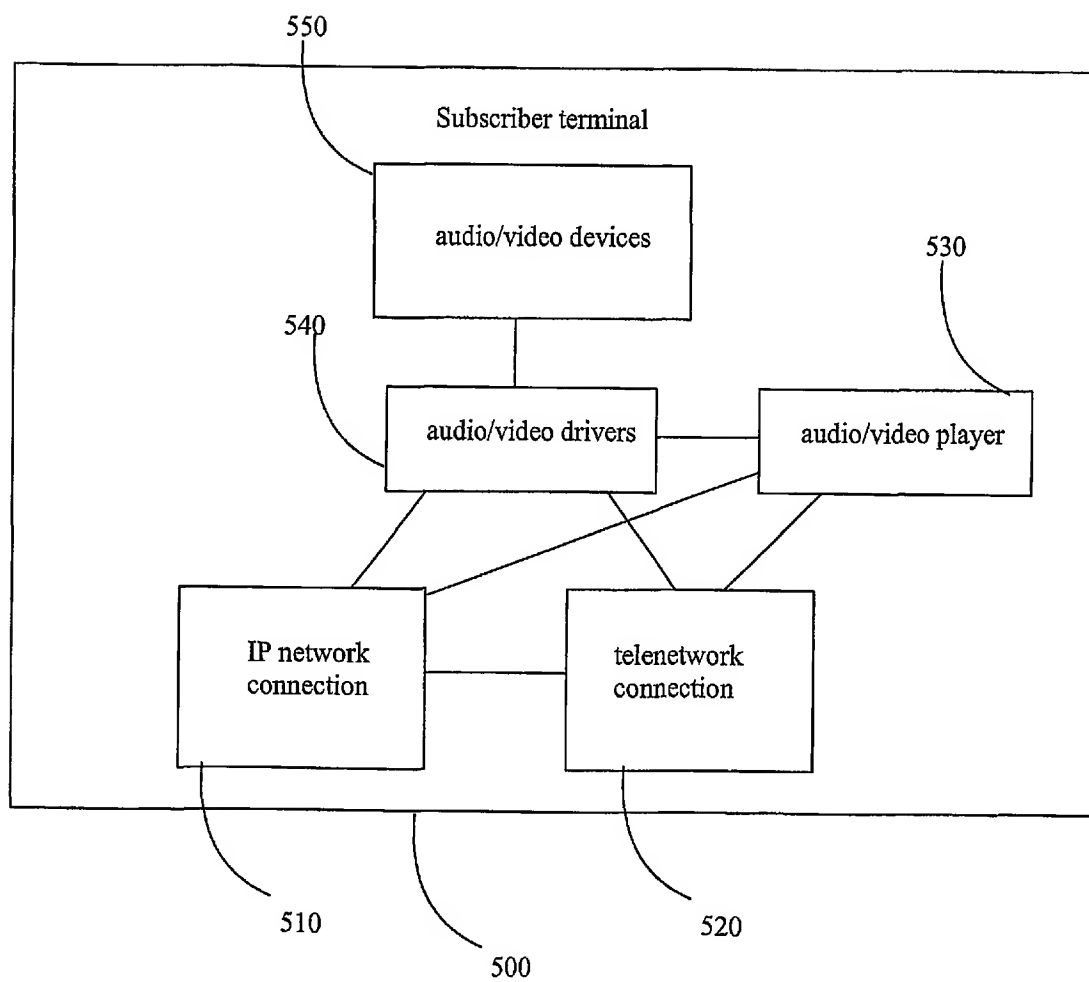 550
Subscriber terminal
audio/video devices
530
540
audio/video drivers
audio/video player
IP network
connection
telenetwork
connection
510
520
500